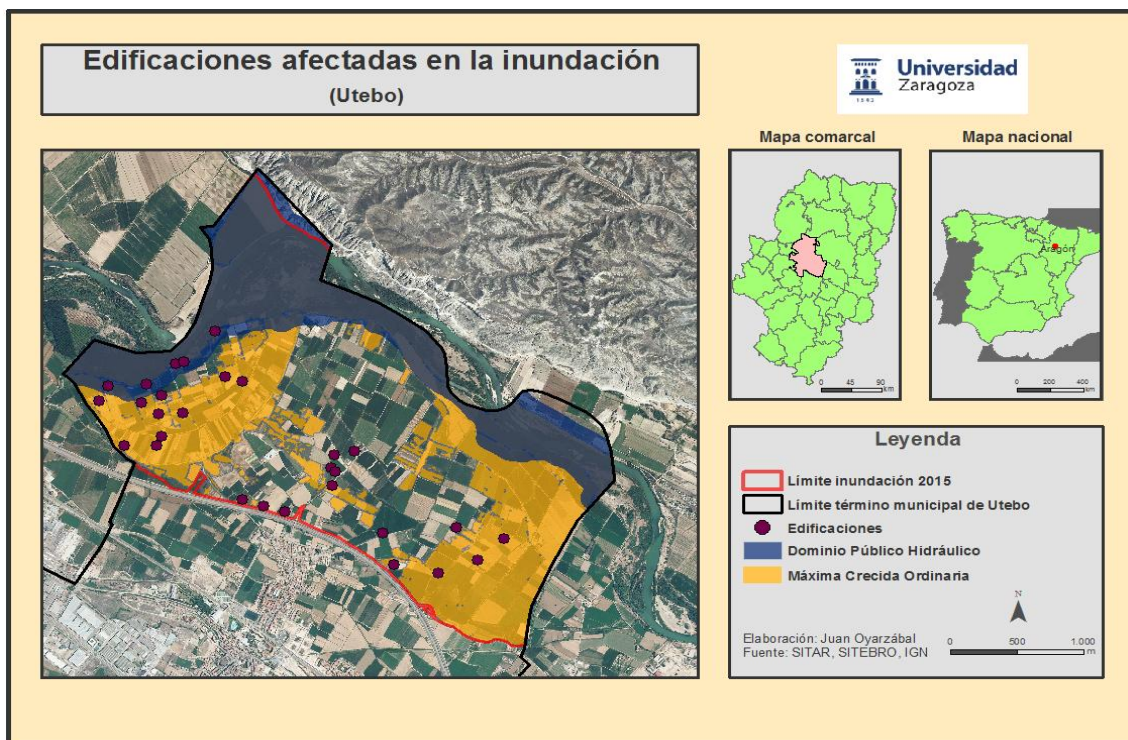 Edificaciones afectadas en la inundación
(Utebo)
Universidad
Zaragoza
1542
Mapa comarcal
Mapa nacional
Aragón
0 45 90
km
0 200 400
km
Leyenda
Límite inundación 2015
Límite término municipal de Utebo
Edificaciones
Dominio Público Hidráulico
Máxima Crecida Ordinaria
N
Elaboración: Juan Oyarzábal
Fuente: SITAR, SITEBRO, IGN
0 500 1.000
m